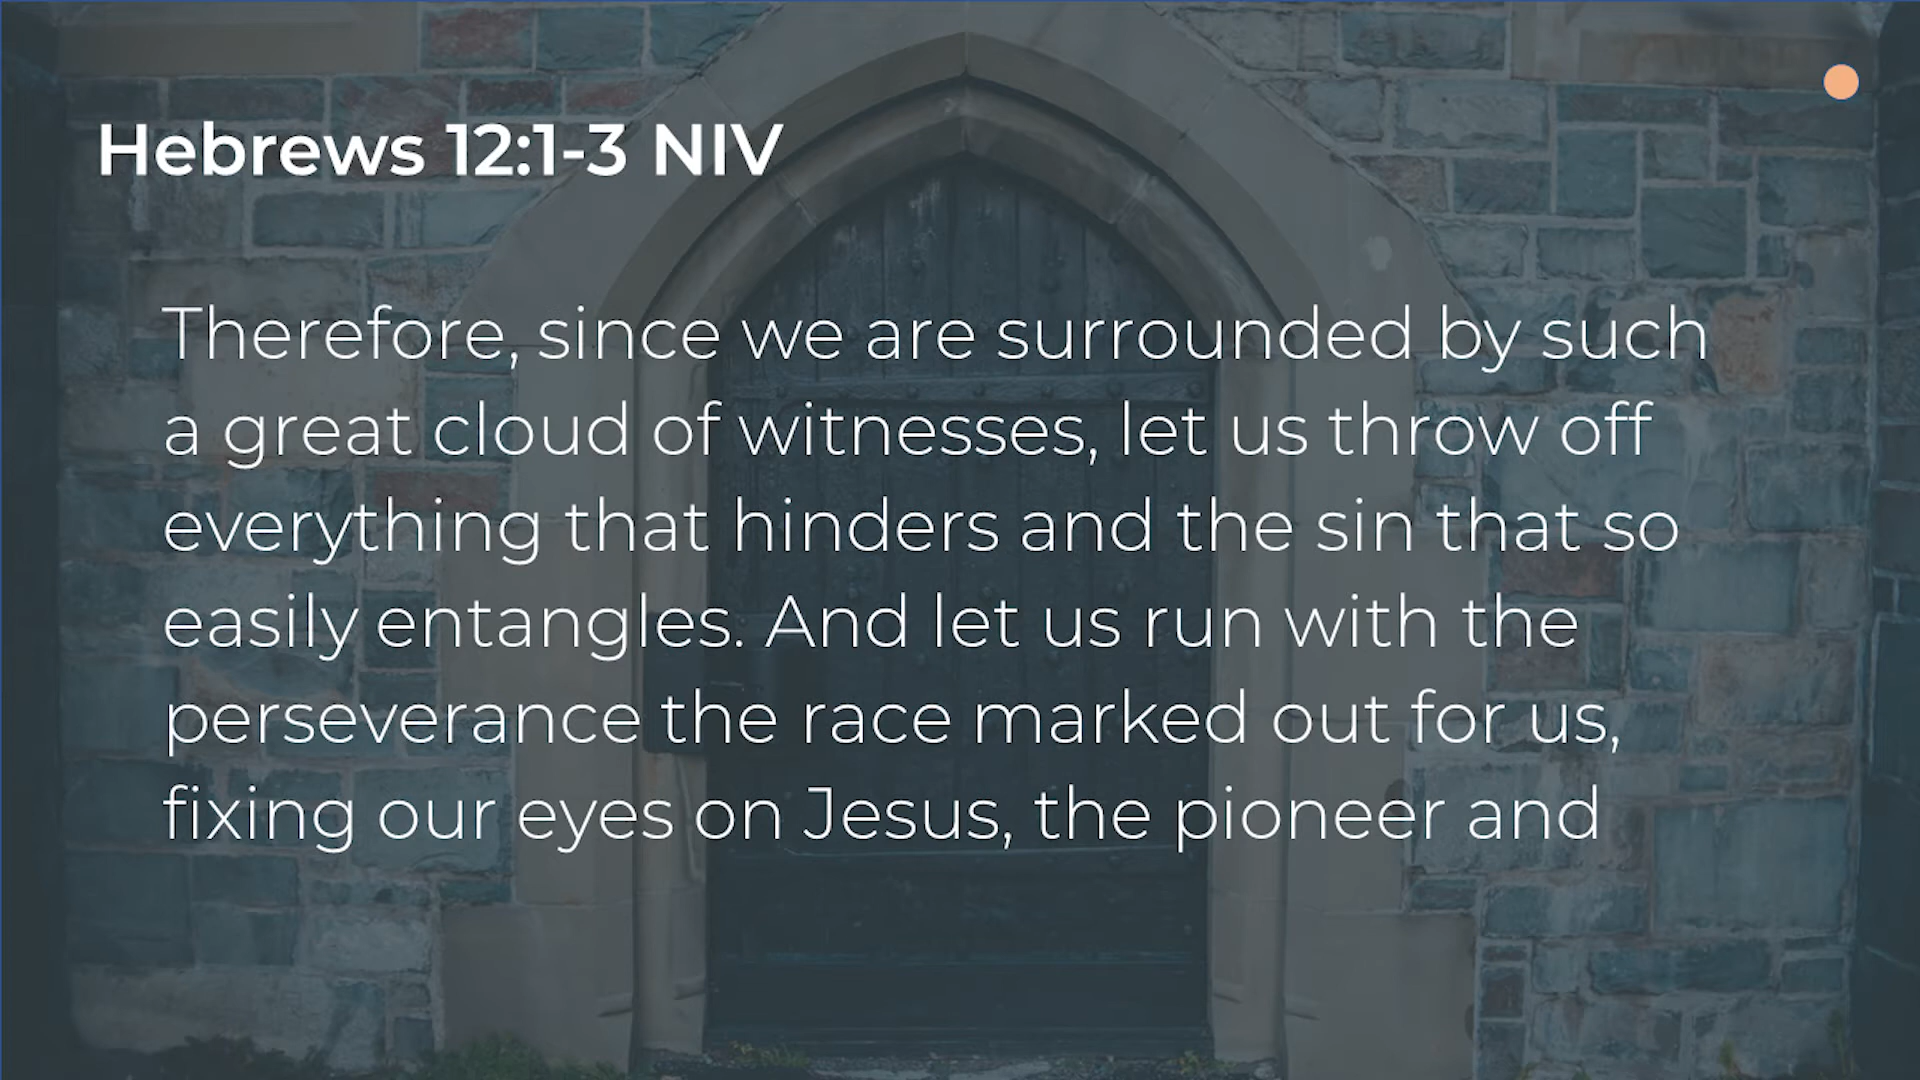 Hebrews 12:1-3 NIV
Therefore, since we are surrounded by such
a great cloud of witnesses, let us throw off
everything that hinders and the sin that so
easily entangles. And let us run with the
perseverance the race marked out for us,
fixing our eyes on Jesus, the pioneer and